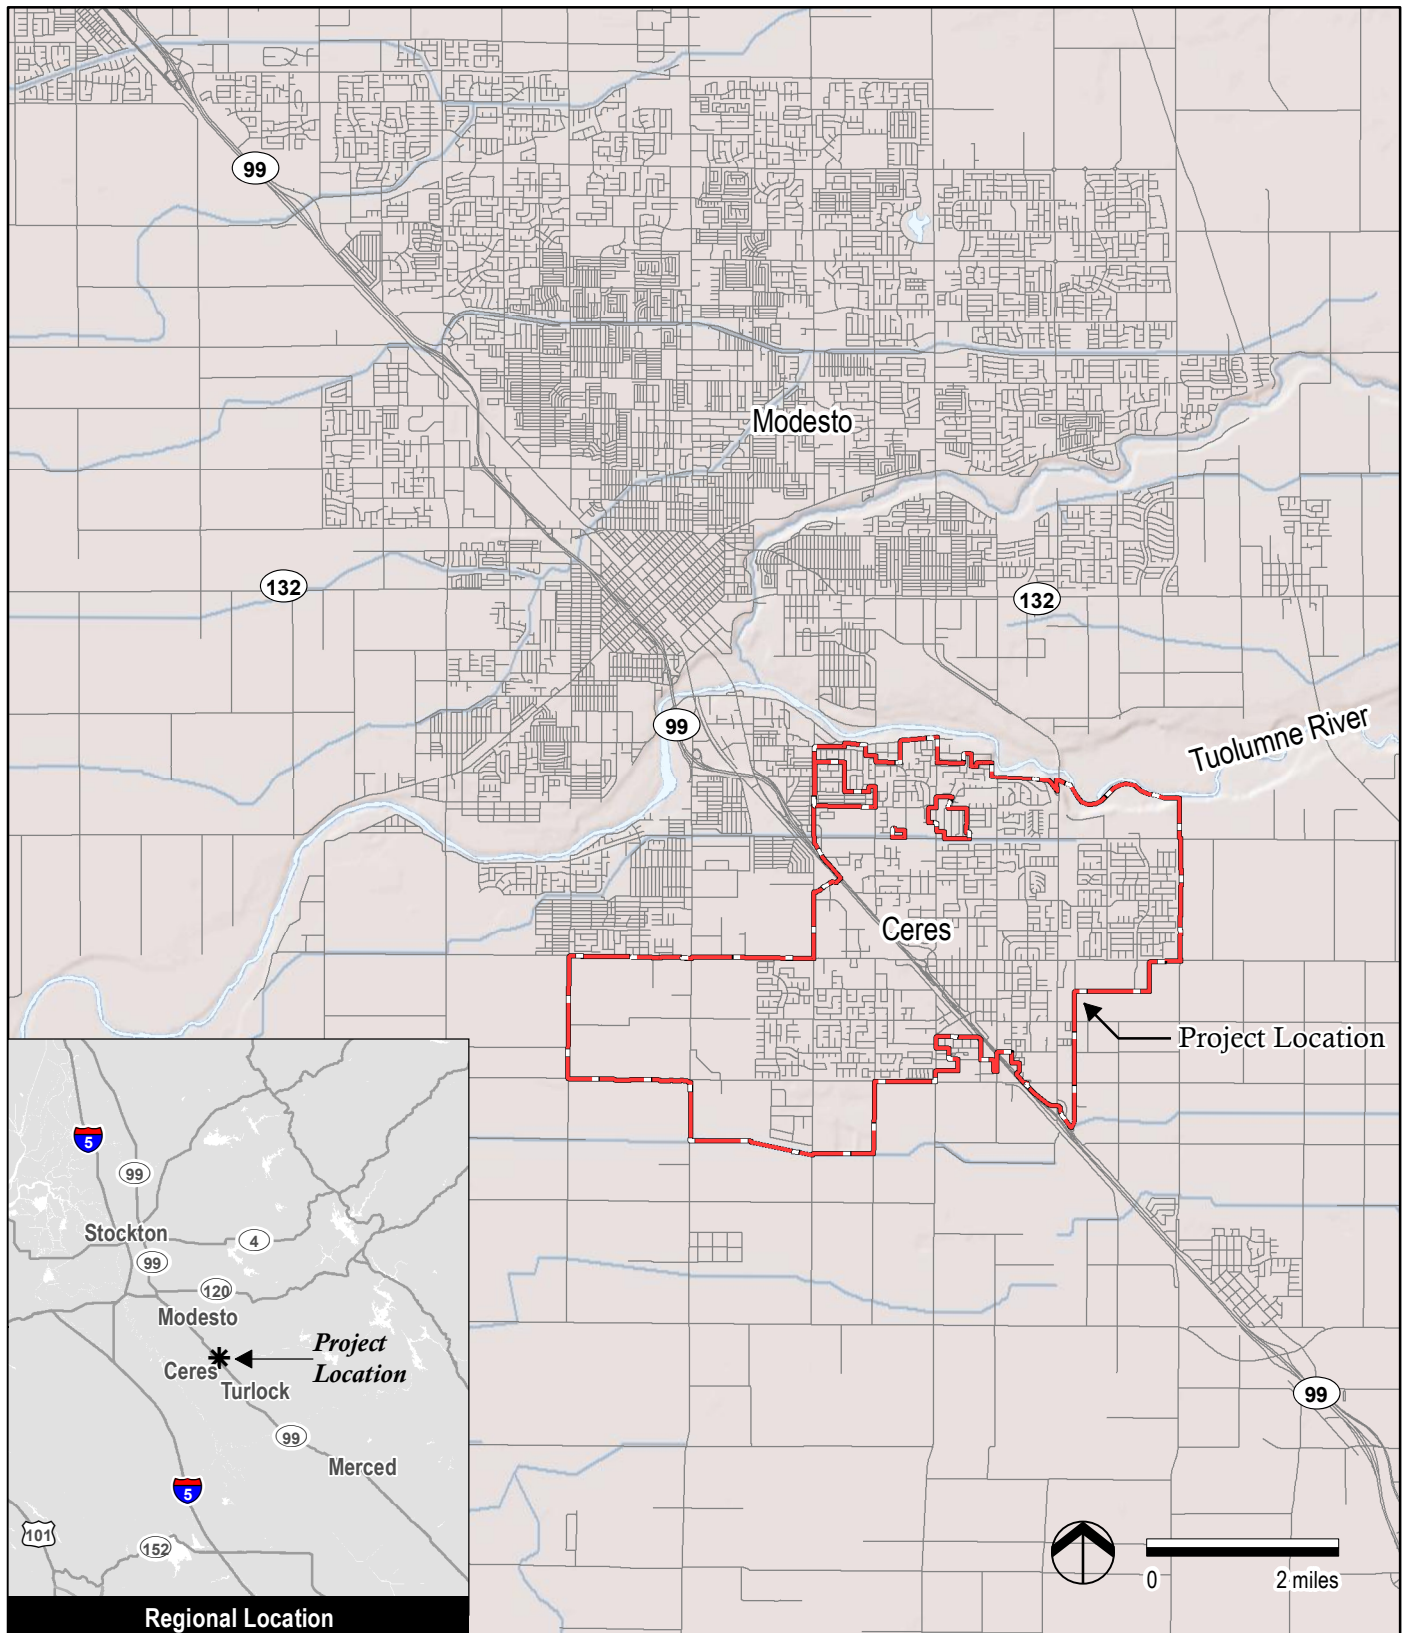 99
Modesto
132
132
99
Tuolumne River
Ceres
Project Location
5
99
Stockton
4
99
120
Modesto
Project
Location
Ceres
Turlock
99
Merced
5
101
152
Regional Location
99
0 2 miles